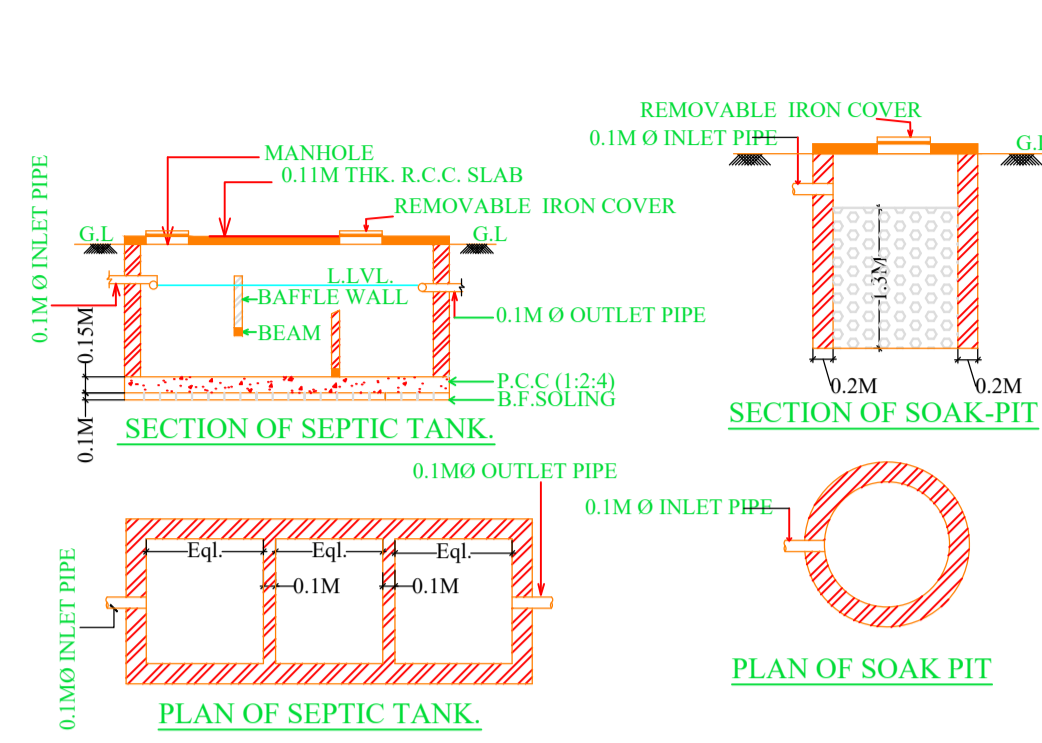 REMOVABLE  IRON COVER
0.1M Ø INLET PIPE
G.L
MANHOLE
0.11M THK. R.C.C. SLAB
REMOVABLE  IRON COVER
0.1M Ø INLET PIPE
G.L
G.L
L.LVL.
BAFFLE WALL
BEAM
0.1M Ø OUTLET PIPE
0.15M
0.1M
P.C.C (1:2:4)
B.F.SOLING
SECTION OF SEPTIC TANK.
1.3M
0.2M
0.2M
SECTION OF SOAK-PIT
0.1MØ OUTLET PIPE
0.1MØ INLET PIPE
Eql.
Eql.
Eql.
0.1M
0.1M
PLAN OF SEPTIC TANK.
0.1M Ø INLET PIPE
PLAN OF SOAK PIT